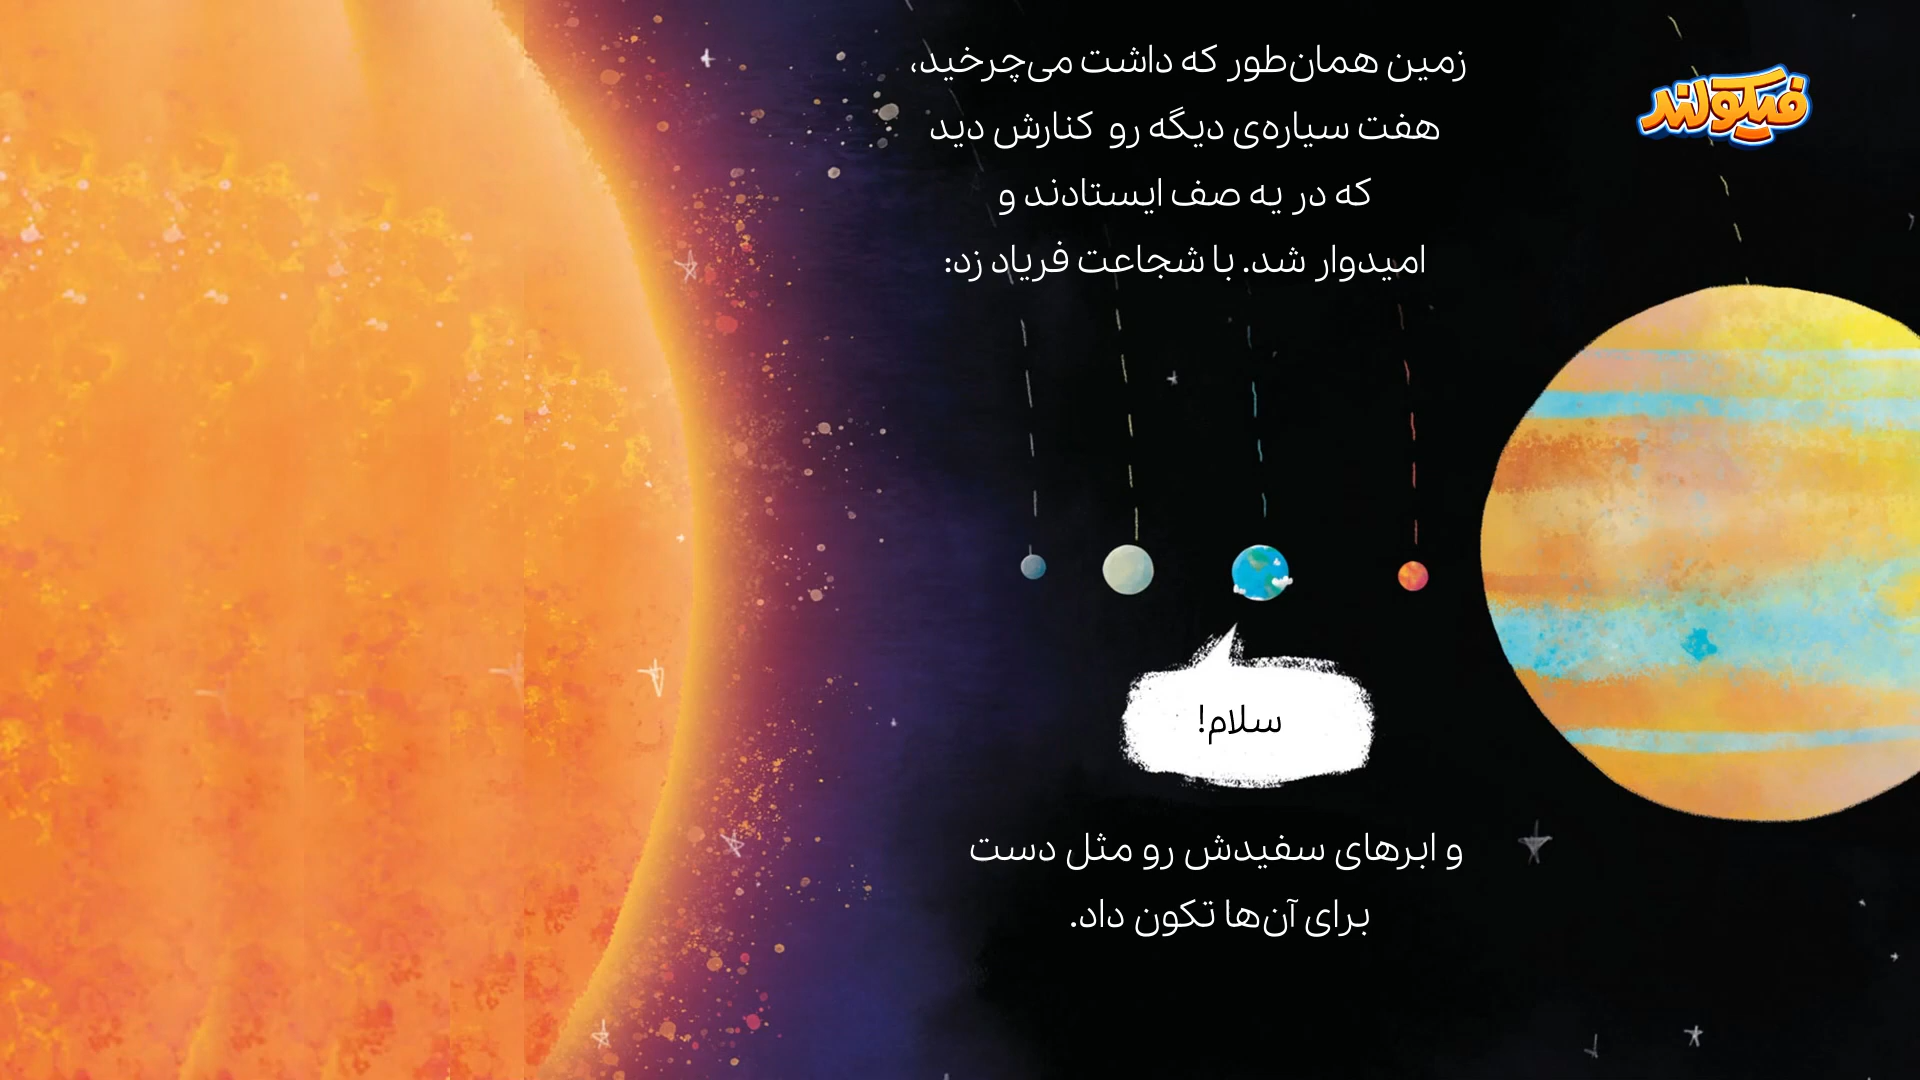 زمین همان‌طور که داشت می‌چرخید،
هفت سیاره‌ی دیگه رو کنارش دید
که در یه صف ایستادند و
امیدوار شد. با شجاعت فریاد زد:
فیکولند
سلام!
و ابرهای سفیدش رو مثل دست
برای آن‌ها تکون داد.